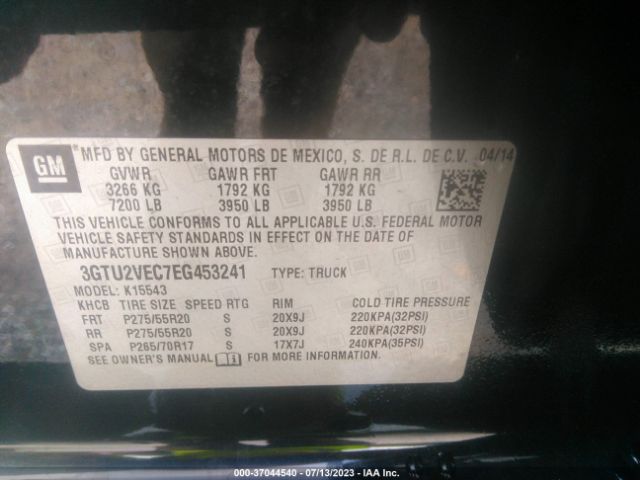 GM
MFD BY GENERAL MOTORS DE MEXICO, S. DE R.L. DE C.V. 04/14
GVWR GAWR FRT GAWR RR
3266 KG 1792 KG 1792 KG
7200 LB 3950 LB 3950 LB
THIS VEHICLE CONFORMS TO ALL APPLICABLE U.S. FEDERAL MOTOR
VEHICLE SAFETY STANDARDS IN EFFECT ON THE DATE OF
MANUFACTURE SHOWN ABOVE.
3GTU2VEC7EG453241 TYPE: TRUCK
MODEL: K15543
KHCB TIRE SIZE SPEED RTG RIM COLD TIRE PRESSURE
FRT P275/55R20 S 20X9J 220KPA(32PSI)
RR P275/55R20 S 20X9J 220KPA(32PSI)
SPA P265/70R17 S 17X7J 240KPA(35PSI)
SEE OWNER'S MANUAL FOR MORE INFORMATION.
000-37044540 - 07/13/2023 - IAA Inc.